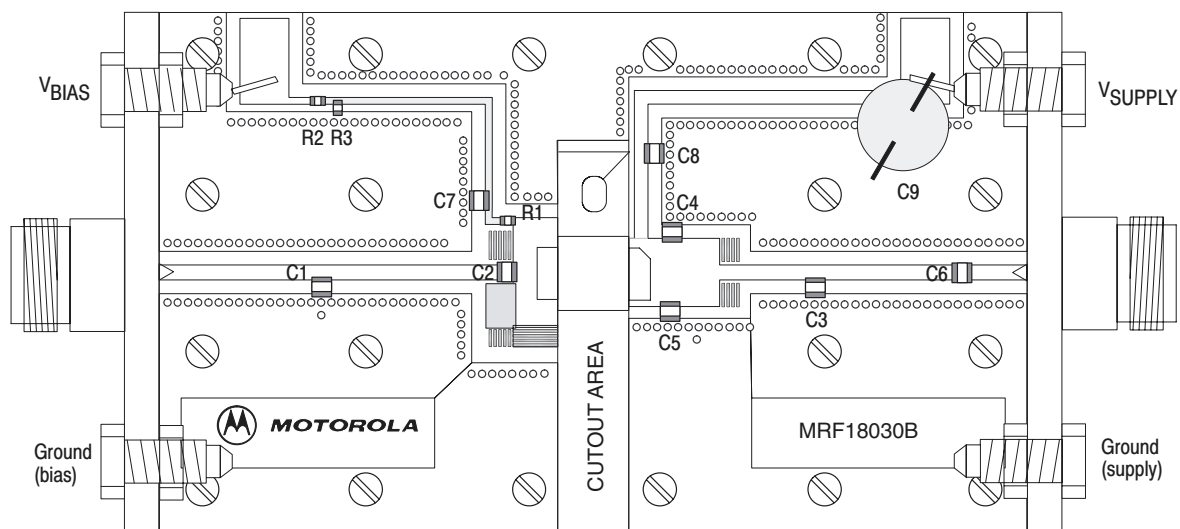 VBIAS
VSUPPLY
R2 R3
C8
C9
C7
R1
C4
C1
C2
C6
C3
C5
CUTOUT AREA
MOTOROLA
MRF18030B
Ground
(bias)
Ground
(supply)